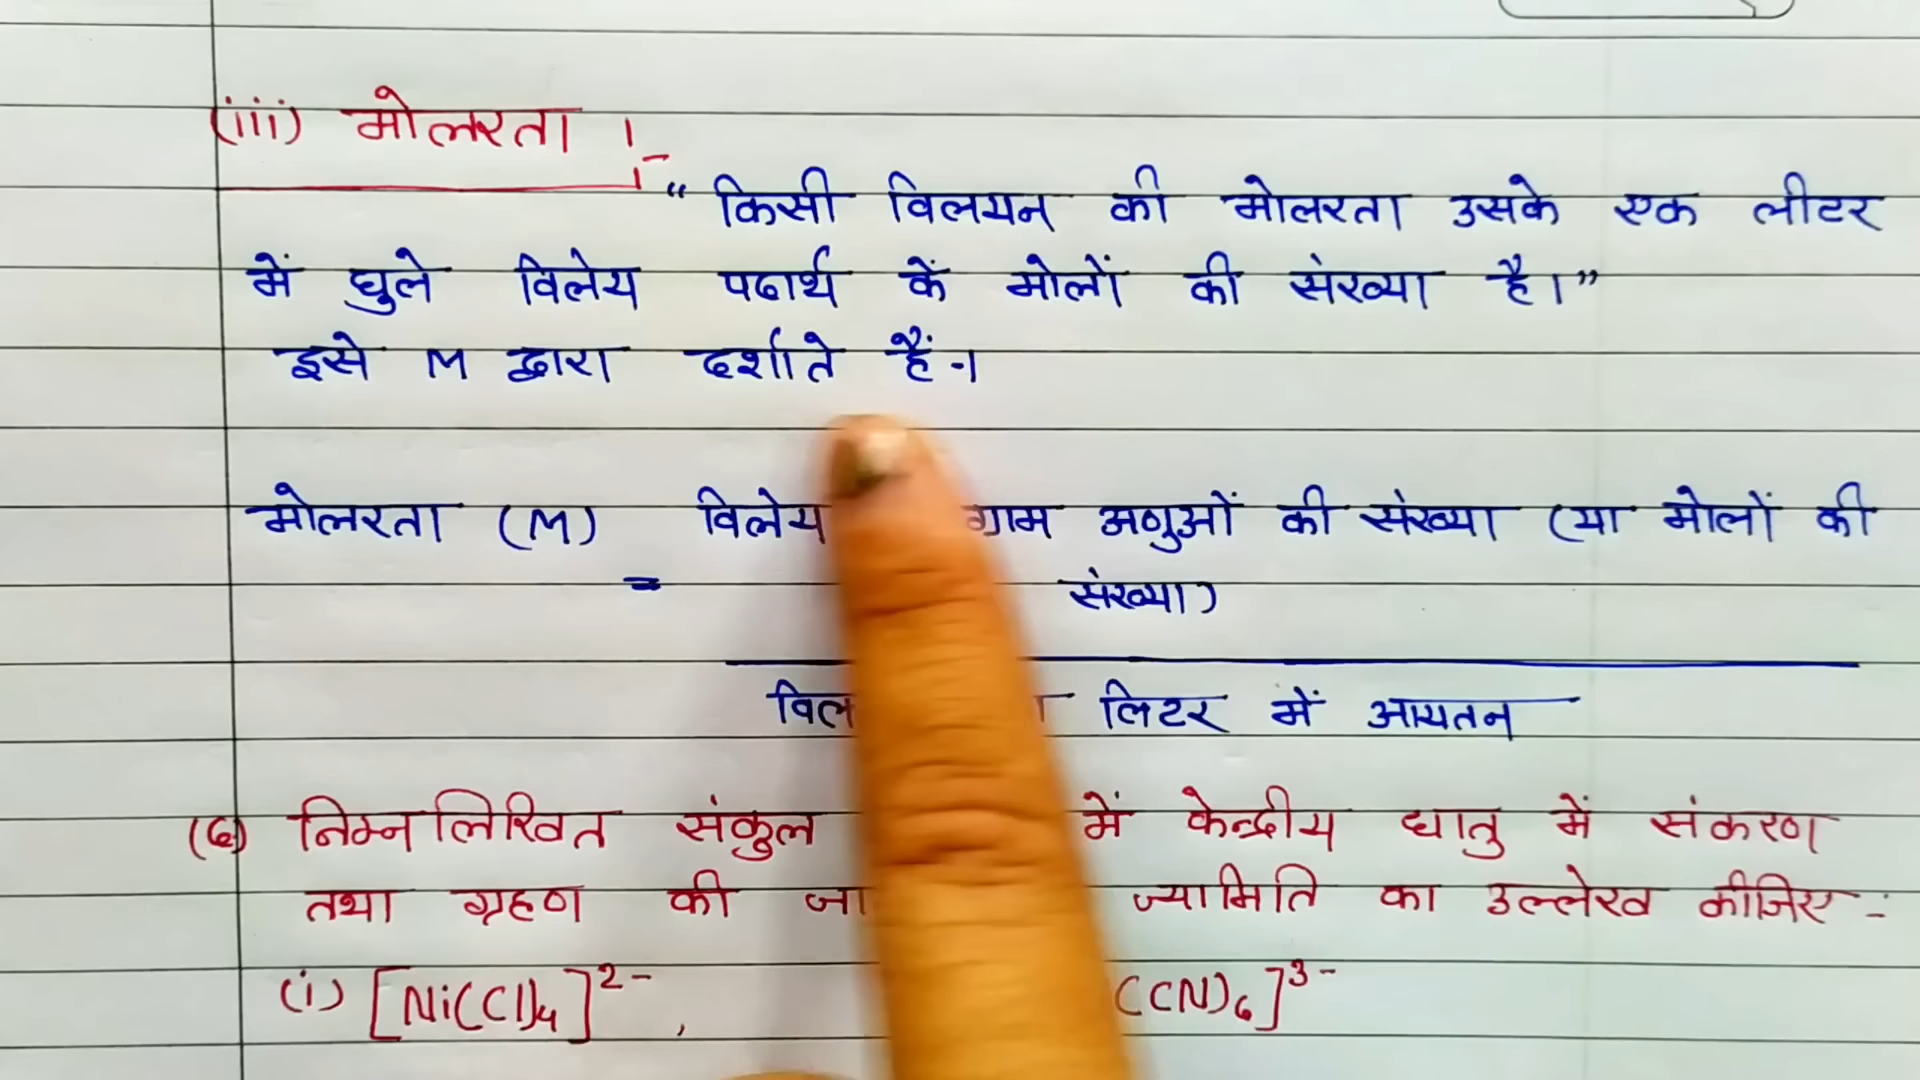 (iii) मोलरता :-
“किसी विलयन की मोलरता उसके एक लीटर
में घुले विलेय पदार्थ कें मोलों की संख्या है।”
इसे M द्वारा दर्शाते हैं-।
मोलरता (M) = विलेय ग्राम अणुओं की संख्या (या मोलों की
संख्या)
लिटर में आयतन
(6) निम्नलिखित संकुल में केन्द्रीय धातु में संकरण
तथा ग्रहण की ज्यामिति का उल्लेख कीजिए -:
(i) [Ni(Cl)4]2-, (CN)6]3-